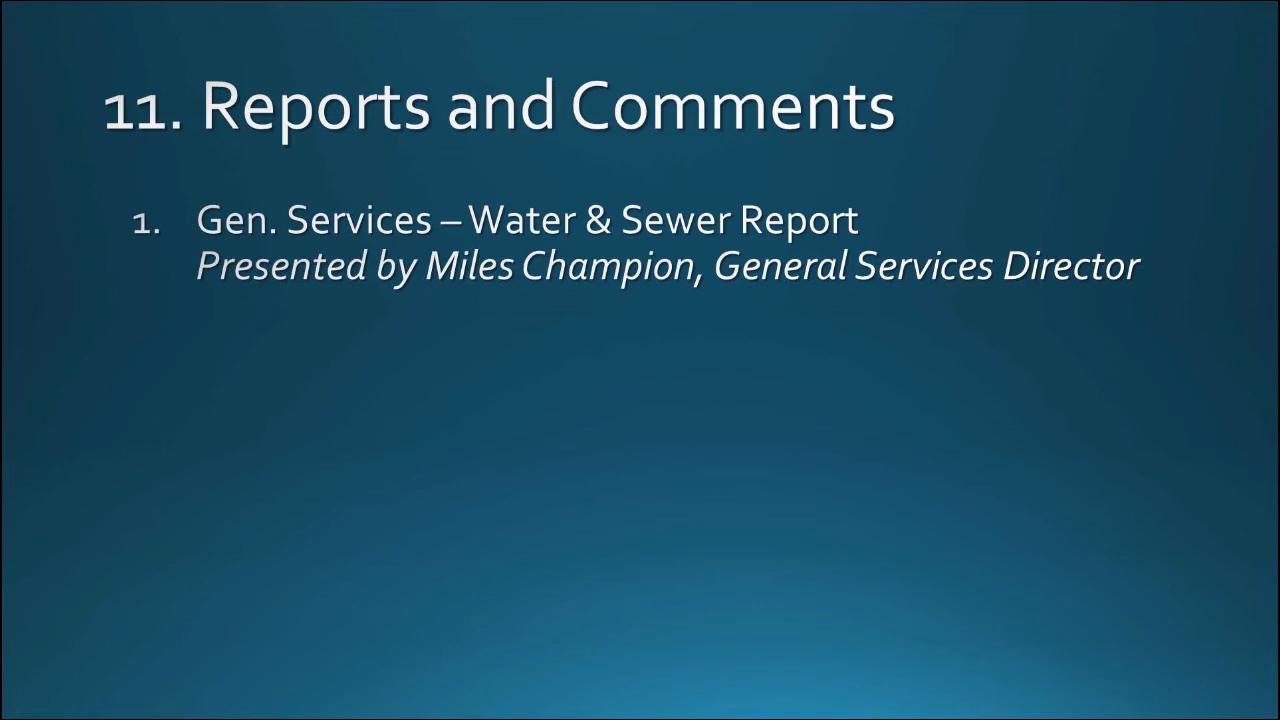 11. Reports and Comments
1. Gen. Services – Water & Sewer Report
Presented by Miles Champion, General Services Director